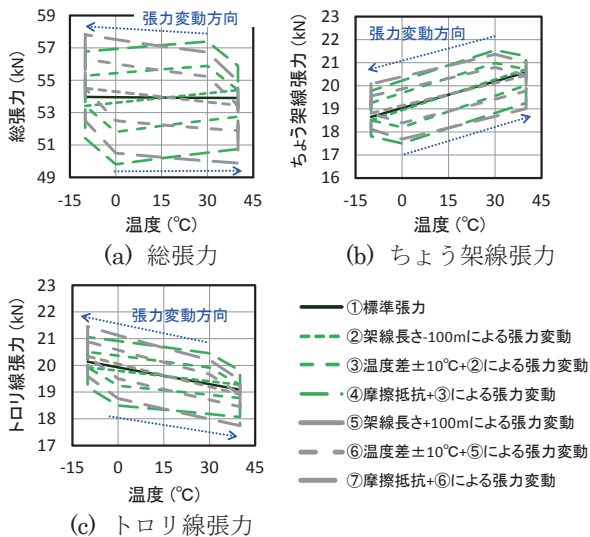 総張力 (kN)
59
57
55
53
51
49
張力変動方向
-15
0
15
30
45
温度 (℃)
(a) 総張力
ちょう架線張力 (kN)
23
22
21
20
19
18
17
16
張力変動方向
-15
0
15
30
45
温度 (℃)
(b) ちょう架線張力
トロリ線張力 (kN)
23
22
21
20
19
18
17
張力変動方向
-15
0
15
30
45
温度 (℃)
(c) トロリ線張力
①標準張力
②架線長さ-100mによる張力変動
③温度差±10℃+②による張力変動
④摩擦抵抗+③による張力変動
⑤架線長さ+100mによる張力変動
⑥温度差±10℃+⑤による張力変動
⑦摩擦抵抗+⑥による張力変動